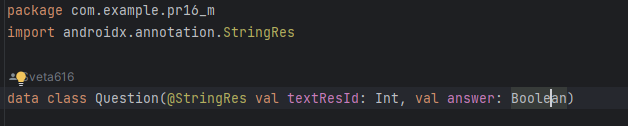 package com.example.pr16_m
import androidx.annotation.StringRes
veta616
data class Question(@StringRes val textResId: Int, val answer: Boolean)